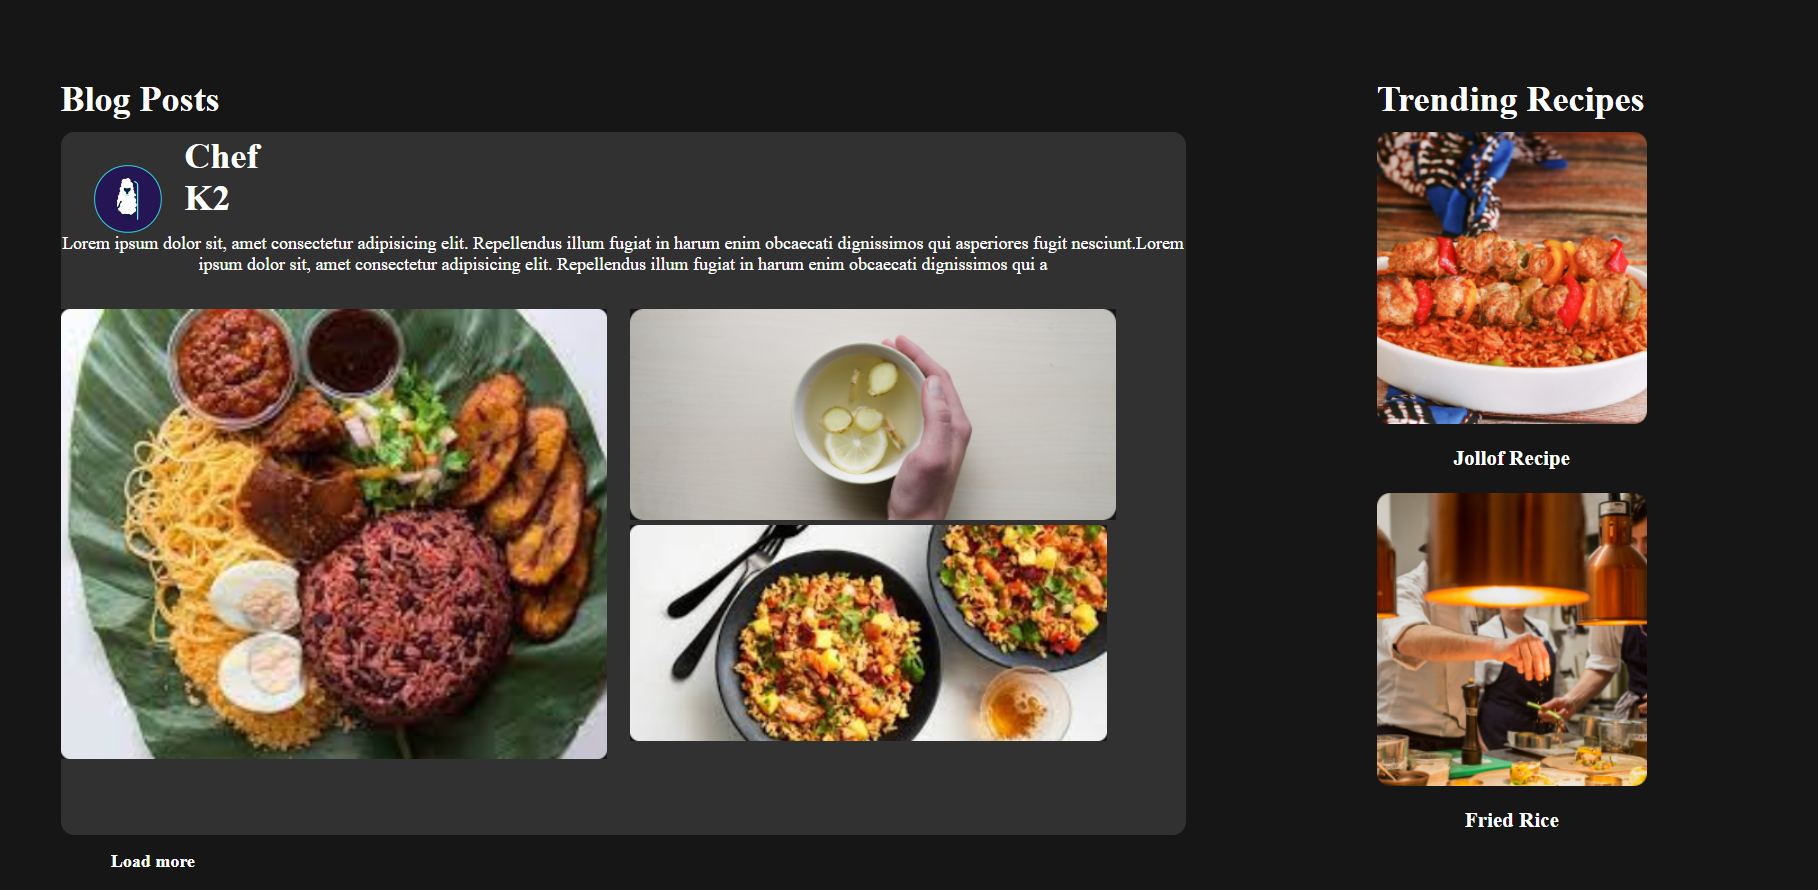 Blog Posts
Chef
K2
Lorem ipsum dolor sit, amet consectetur adipisicing elit. Repellendus illum fugiat in harum enim obcaecati dignissimos qui asperiores fugit nesciunt.Lorem
ipsum dolor sit, amet consectetur adipisicing elit. Repellendus illum fugiat in harum enim obcaecati dignissimos qui a
Load more
Trending Recipes
Jollof Recipe
Fried Rice